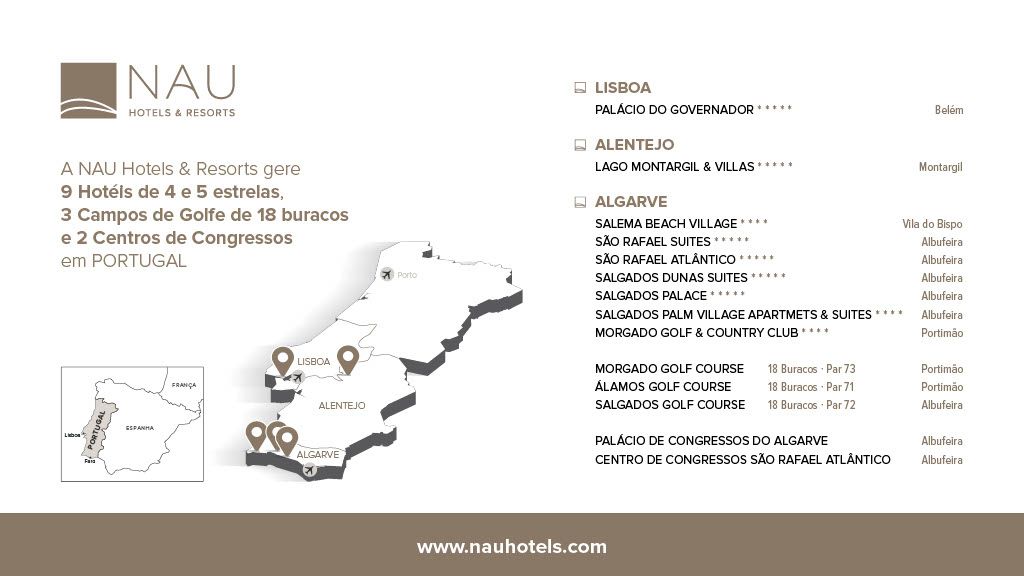 NAU
HOTELS & RESORTS
A NAU Hotels & Resorts gere
9 Hotéis de 4 e 5 estrelas,
3 Campos de Golfe de 18 buracos
e 2 Centros de Congressos
em PORTUGAL
Porto
LISBOA
ALENTEJO
ALGARVE
FRANÇA
ESPANHA
PORTUGAL
Lisboa
Faro
LISBOA
PALÁCIO DO GOVERNADOR * * * * * Belém
ALENTEJO
LAGO MONTARGIL & VILLAS * * * * * Montargil
ALGARVE
SALEMA BEACH VILLAGE * * * * Vila do Bispo
SÃO RAFAEL SUITES * * * * * Albufeira
SÃO RAFAEL ATLÂNTICO * * * * * Albufeira
SALGADOS DUNAS SUITES * * * * * Albufeira
SALGADOS PALACE * * * * * Albufeira
SALGADOS PALM VILLAGE APARTMETS & SUITES * * * * Albufeira
MORGADO GOLF & COUNTRY CLUB * * * * Portimão
MORGADO GOLF COURSE 18 Buracos · Par 73 Portimão
ÁLAMOS GOLF COURSE 18 Buracos · Par 71 Portimão
SALGADOS GOLF COURSE 18 Buracos · Par 72 Albufeira
PALÁCIO DE CONGRESSOS DO ALGARVE Albufeira
CENTRO DE CONGRESSOS SÃO RAFAEL ATLÂNTICO Albufeira
www.nauhotels.com